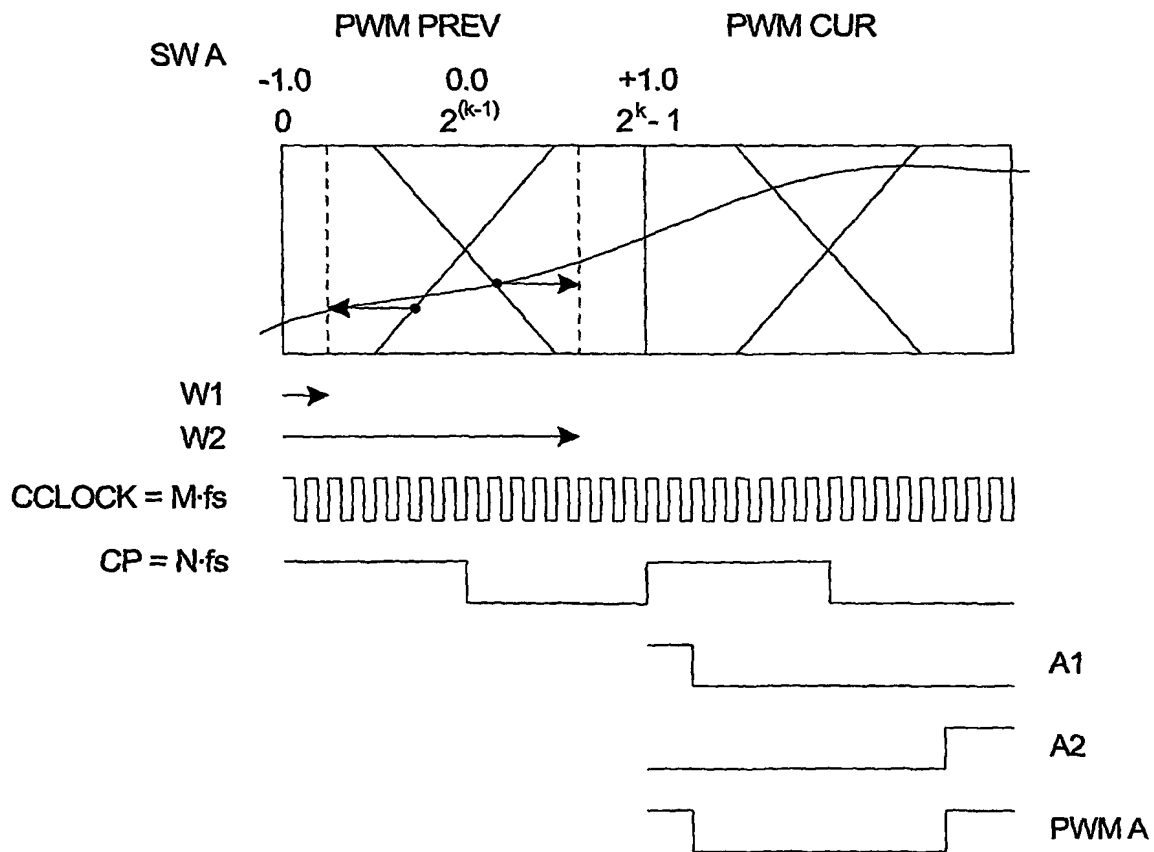 PWM PREV PWM CUR
SW A
-1.0 0.0 +1.0
0 2^(k-1) 2^k - 1
W1
W2
CCLOCK = M·fs
CP = N·fs
A1
A2
PWM A